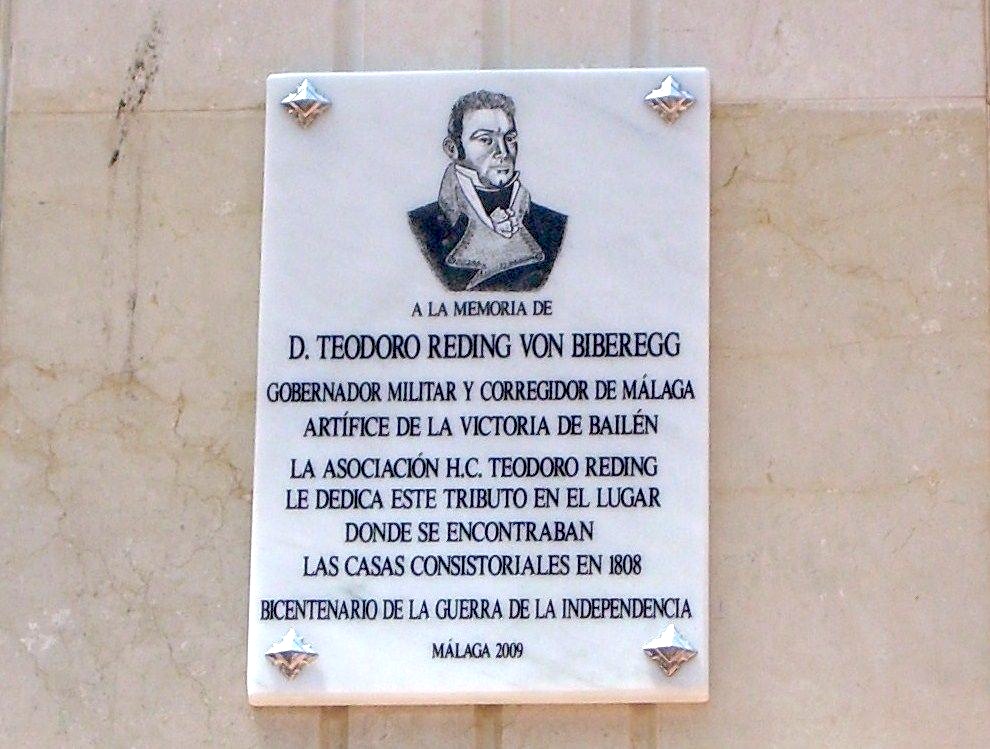 A LA MEMORIA DE
D. TEODORO REDING VON BIBEREGG
GOBERNADOR MILITAR Y CORREGIDOR DE MÁLAGA
ARTÍFICE DE LA VICTORIA DE BAILÉN
LA ASOCIACIÓN H.C. TEODORO REDING
LE DEDICA ESTE TRIBUTO EN EL LUGAR
DONDE SE ENCONTRABAN
LAS CASAS CONSISTORIALES EN 1808
BICENTENARIO DE LA GUERRA DE LA INDEPENDENCIA
MÁLAGA 2009